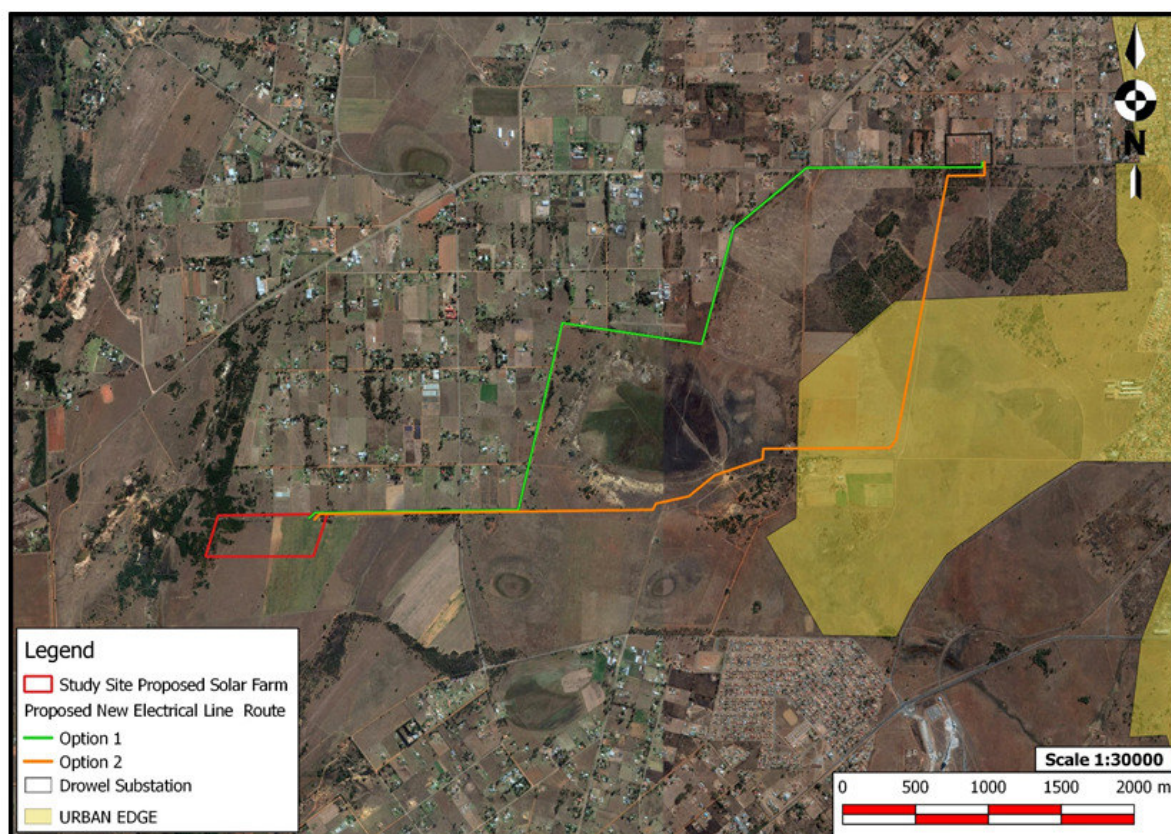 N
Legend
Study Site Proposed Solar Farm
Proposed New Electrical Line Route
Option 1
Option 2
Drowel Substation
URBAN EDGE
Scale 1:30000
0 500 1000 1500 2000 m